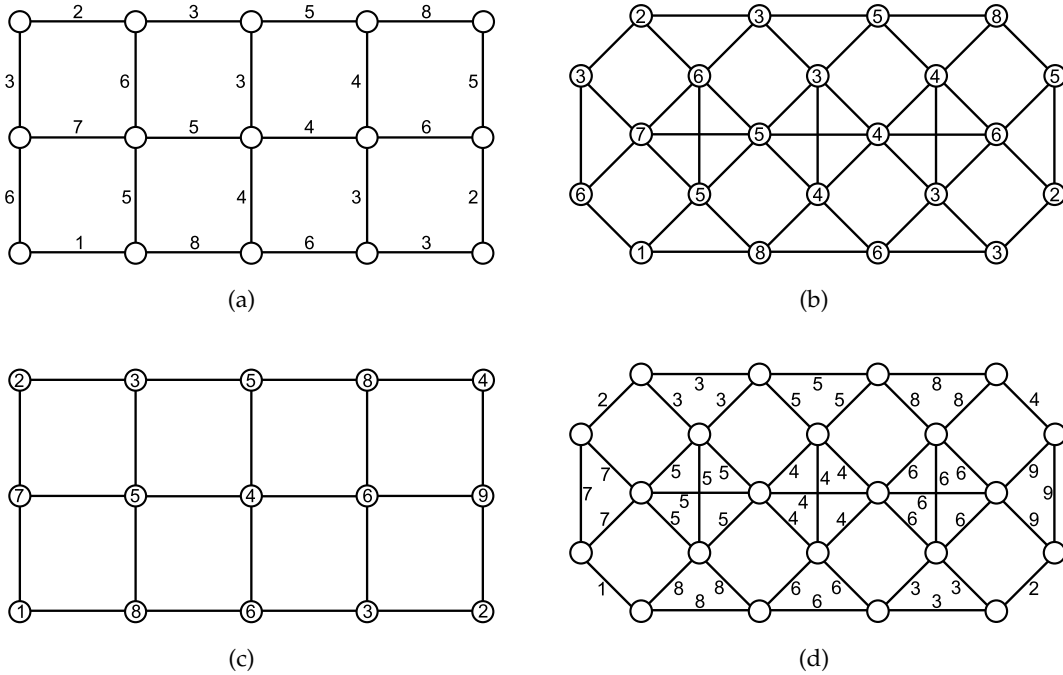 2 3 5 8
3 6 3 4 5
7 5 4 6
6 5 4 3 2
1 8 6 3
(a)
2 3 5 8
3 6 3 4 5
7 5 4 6
6 5 4 3 2
1 8 6 3
(b)
2 3 5 8 4
7 5 4 6 9
1 8 6 3 2
(c)
3 5 8
2 3 3 5 5 8 8 4
7 5 5 4 4 6 6 9
5 4 6
7 9
5 4 6
7 5 5 4 4 6 6 9
1 8 8 6 6 3 3 2
8 6 3
(d)